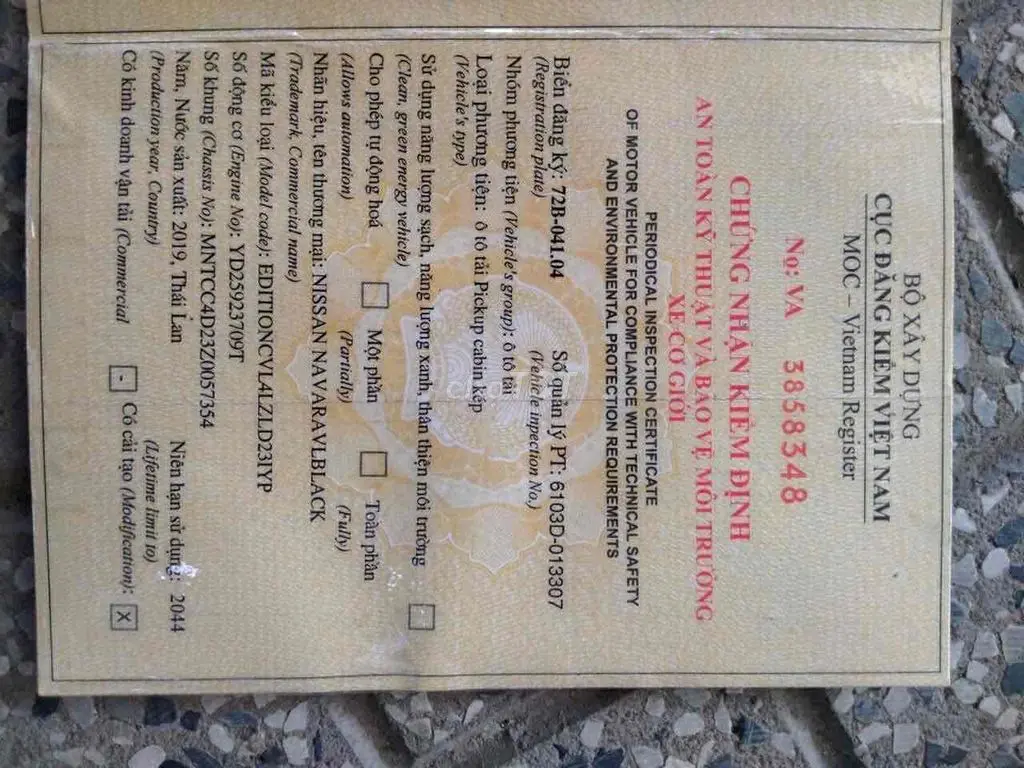 BỘ XÂY DỰNG
CỤC ĐĂNG KIỂM VIỆT NAM
MOC – Vietnam Register
Nọ: VA 3858348
CHỨNG NHẬN KIỂM ĐỊNH
AN TOÀN KỸ THUẬT VÀ BẢO VỆ MÔI TRƯỜNG
XE CƠ GIỚI
PERIODICAL INSPECTION CERTIFICATE
OF MOTOR VEHICLE FOR COMPLIANCE WITH TECHNICAL SAFETY
AND ENVIRONMENTAL PROTECTION REQUIREMENTS
Biển đăng ký: 72B-041.04 Số quản lý PT: 6103D-013307
(Registration plate) (Vehicle inpection No.)
Nhóm phương tiện (Vehicle's group): ô tô tải
Loại phương tiện: ô tô tải Pickup cabin kép
(Vehicle's type)
Sử dụng năng lượng sạch, năng lượng xanh, thân thiện môi trường
(Clean, green energy vehicle)
Cho phép tự động hoá Một phần Toàn phần
(Allows automation) (Partially) (Fully)
Nhãn hiệu, tên thương mại: NISSAN NAVARAVLBLACK
(Trademark, Commercial name)
Mã kiểu loại (Model code): EDITIONCVL4LZLD23IYP
Số động cơ (Engine No): YD25923709T
Số khung (Chassis No): MNTCC4D23Z0057354
Năm, Nước sản xuất: 2019, Thái Lan Niên hạn sử dụng: 2044
(Production year, Country) (Lifetime limit to)
Có kinh doanh vận tải (Commercial - Có cải tạo (Modification): X